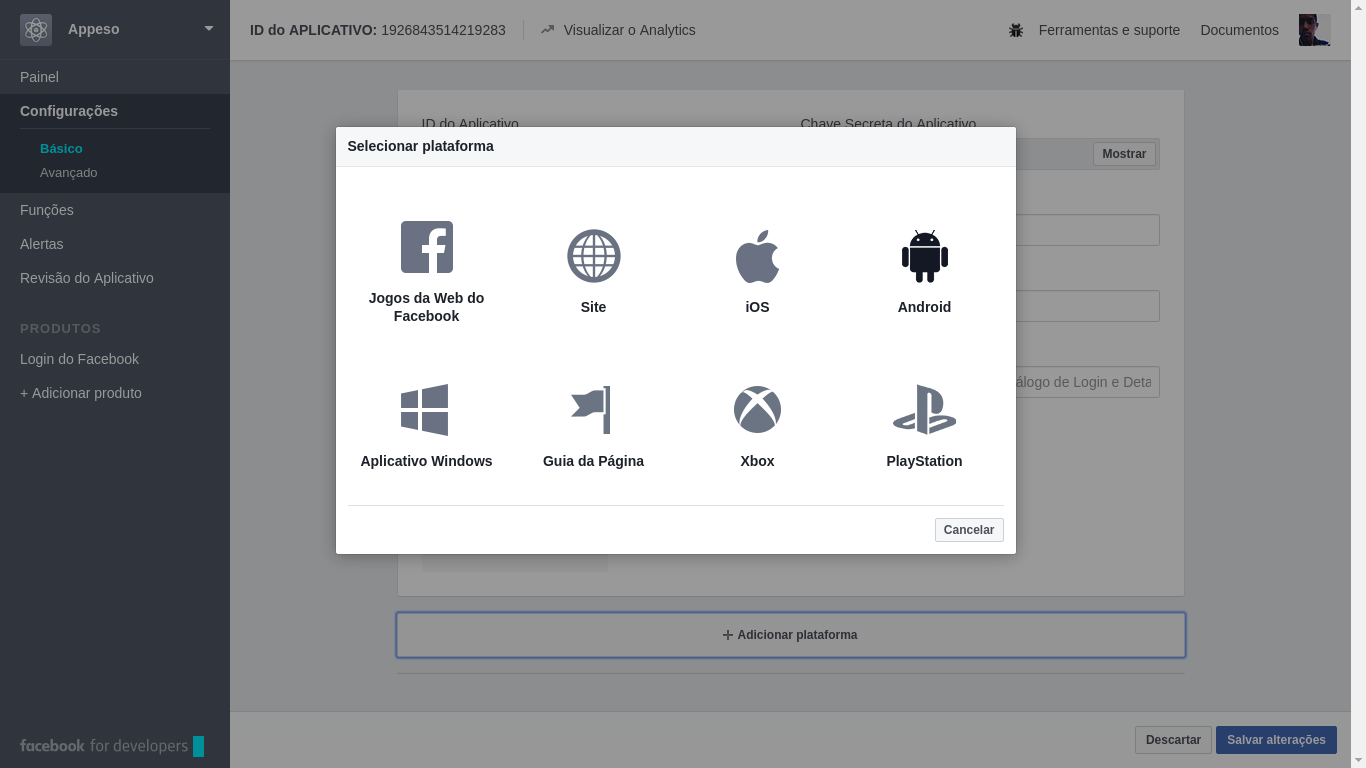 Appeso
ID do APLICATIVO: 1926843514219283
Visualizar o Analytics
Ferramentas e suporte
Documentos
Painel
Configurações
Básico
Avançado
Funções
Alertas
Revisão do Aplicativo
PRODUTOS
Login do Facebook
+ Adicionar produto
facebook for developers
ID do Aplicativo
Chave Secreta do Aplicativo
Mostrar
álogo de Login e Deta
Selecionar plataforma
Jogos da Web do
Facebook
Site
iOS
Android
Aplicativo Windows
Guia da Página
Xbox
PlayStation
Cancelar
+ Adicionar plataforma
Descartar
Salvar alterações